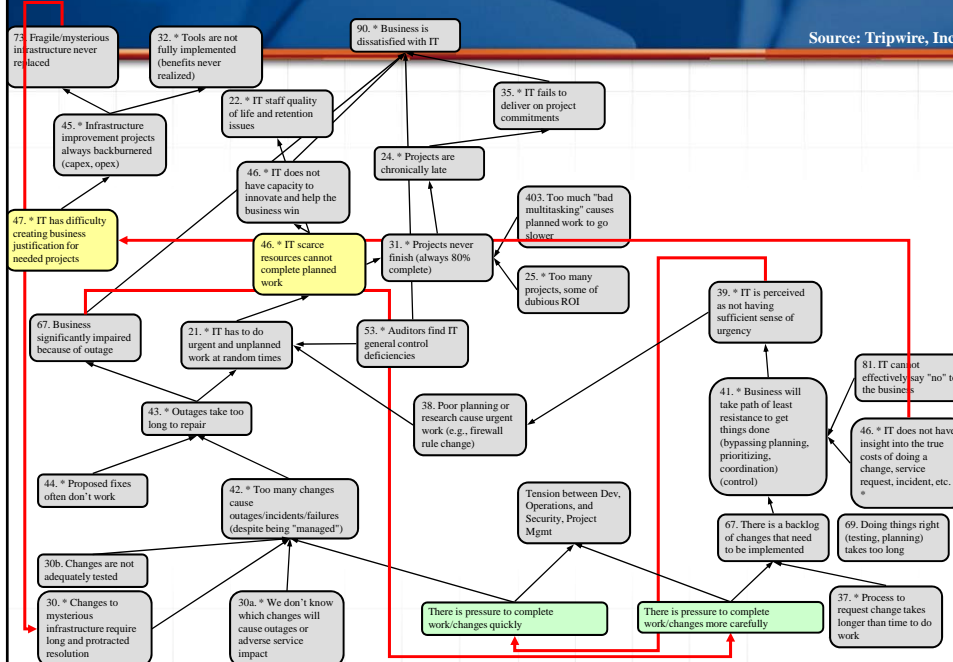 Source: Tripwire, Inc
73. Fragile/mysterious
infrastructure never
replaced
32. * Tools are not
fully implemented
(benefits never
realized)
90. * Business is
dissatisfied with IT
22. * IT staff quality
of life and retention
issues
35. * IT fails to
deliver on project
commitments
45. * Infrastructure
improvement projects
always backburnered
(capex, opex)
46. * IT does not
have capacity to
innovate and help the
business win
24. * Projects are
chronically late
47. * IT has difficulty
creating business
justification for
needed projects
46. * IT scarce
resources cannot
complete planned
work
31. * Projects never
finish (always 80%
complete)
403. Too much "bad
multitasking" causes
planned work to go
slower
25. * Too many
projects, some of
dubious ROI
39. * IT is perceived
as not having
sufficient sense of
urgency
67. Business
significantly impaired
because of outage
21. * IT has to do
urgent and unplanned
work at random times
53. * Auditors find IT
general control
deficiencies
81. IT cannot
effectively say "no" to
the business
41. * Business will
take path of least
resistance to get
things done
(bypassing planning,
prioritizing,
coordination)
(control)
38. Poor planning or
research cause urgent
work (e.g., firewall
rule change)
43. * Outages take too
long to repair
46. * IT does not have
insight into the true
costs of doing a
change, service
request, incident, etc.
*
44. * Proposed fixes
often don’t work
42. * Too many changes
cause
outages/incidents/failures
(despite being "managed")
Tension between Dev,
Operations, and
Security, Project
Mgmt
67. There is a backlog
of changes that need
to be implemented
69. Doing things right
(testing, planning)
takes too long
30b. Changes are not
adequately tested
30. * Changes to
mysterious
infrastructure require
long and protracted
resolution
30a. * We don’t know
which changes will
cause outages or
adverse service
impact
There is pressure to complete
work/changes quickly
There is pressure to complete
work/changes more carefully
37. * Process to
request change takes
longer than time to do
work